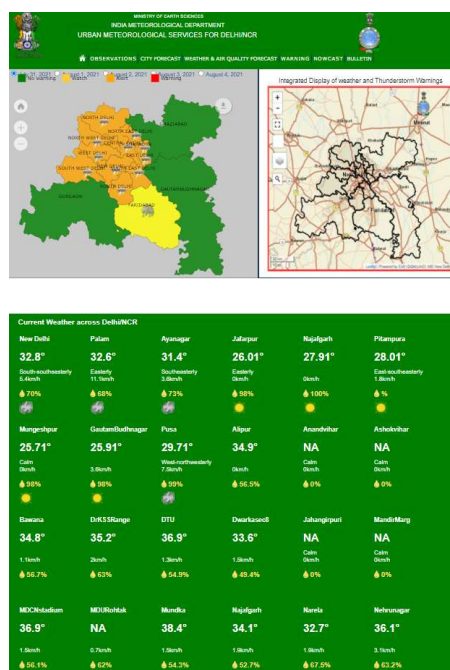 MINISTRY OF EARTH SCIENCES
INDIA METEOROLOGICAL DEPARTMENT
URBAN METEOROLOGICAL SERVICES FOR DELHI/NCR
OBSERVATIONS CITY FORECAST WEATHER & AIR QUALITY FORECAST WARNING NOWCAST BULLETIN
31, 2021 August 1, 2021 August 2, 2021 August 3, 2021 August 4, 2021
No warning Watch Alert Warning
Integrated Display of weather and Thunderstorm Warnings
NORTH DELHI
GHAZIABAD
NORTH WEST DELHI
NORTH EAST DELHI
WEST DELHI
SOUTH WEST DELHI
SOUTH DELHI
GURGAON
FARIDABAD
Meerut
Current Weather across Delhi/NCR
New Delhi Palam Ayanagar Jafarpur Najafgarh Pitampura
32.8° 32.6° 31.4° 26.01° 27.91° 28.01°
South-southeasterly Easterly Southeasterly Easterly East-southeasterly
5.4km/h 11.1km/h 3.6km/h 0km/h 0km/h 1.8km/h
70% 68% 73% 98% 100% %
Mungeshpur GautamBudhnagar Pusa Alipur Anandvihar Ashokvihar
25.71° 25.91° 29.71° 34.9° NA NA
Calm West-northwesterly Calm Calm
0km/h 3.6km/h 7.5km/h 0km/h 0km/h 0km/h
98% 98% 99% 56.5% 0% 0%
Bawana DrKSSRange DTU Dwarkasec8 Jahangirpuri MandirMarg
34.8° 35.2° 36.9° 33.6° NA NA
Calm Calm
1.1km/h 2km/h 1.3km/h 1.5km/h 0km/h 0km/h
56.7% 63% 54.9% 49.4% 0% 0%
MDCNstadium MDURohtak Mundka Najafgarh Narela Nehrunagar
36.9° NA 38.4° 34.1° 32.7° 36.1°
1.5km/h 0.7km/h 1.5km/h 1.9km/h 1.9km/h 3.1km/h
56.1% 62% 54.3% 52.7% 67.5% 63.2%